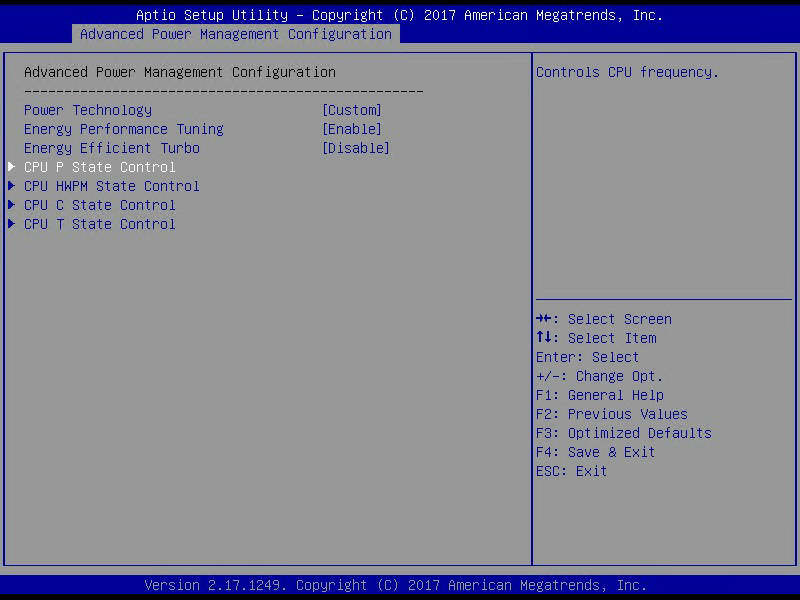 Aptio Setup Utility – Copyright (C) 2017 American Megatrends, Inc.
Advanced Power Management Configuration
Advanced Power Management Configuration
--------------------------------------------------
Power Technology [Custom]
Energy Performance Tuning [Enable]
Energy Efficient Turbo [Disable]
CPU P State Control
CPU HWPM State Control
CPU C State Control
CPU T State Control
Controls CPU frequency.
→←: Select Screen
↑↓: Select Item
Enter: Select
+/-: Change Opt.
F1: General Help
F2: Previous Values
F3: Optimized Defaults
F4: Save & Exit
ESC: Exit
Version 2.17.1249. Copyright (C) 2017 American Megatrends, Inc.